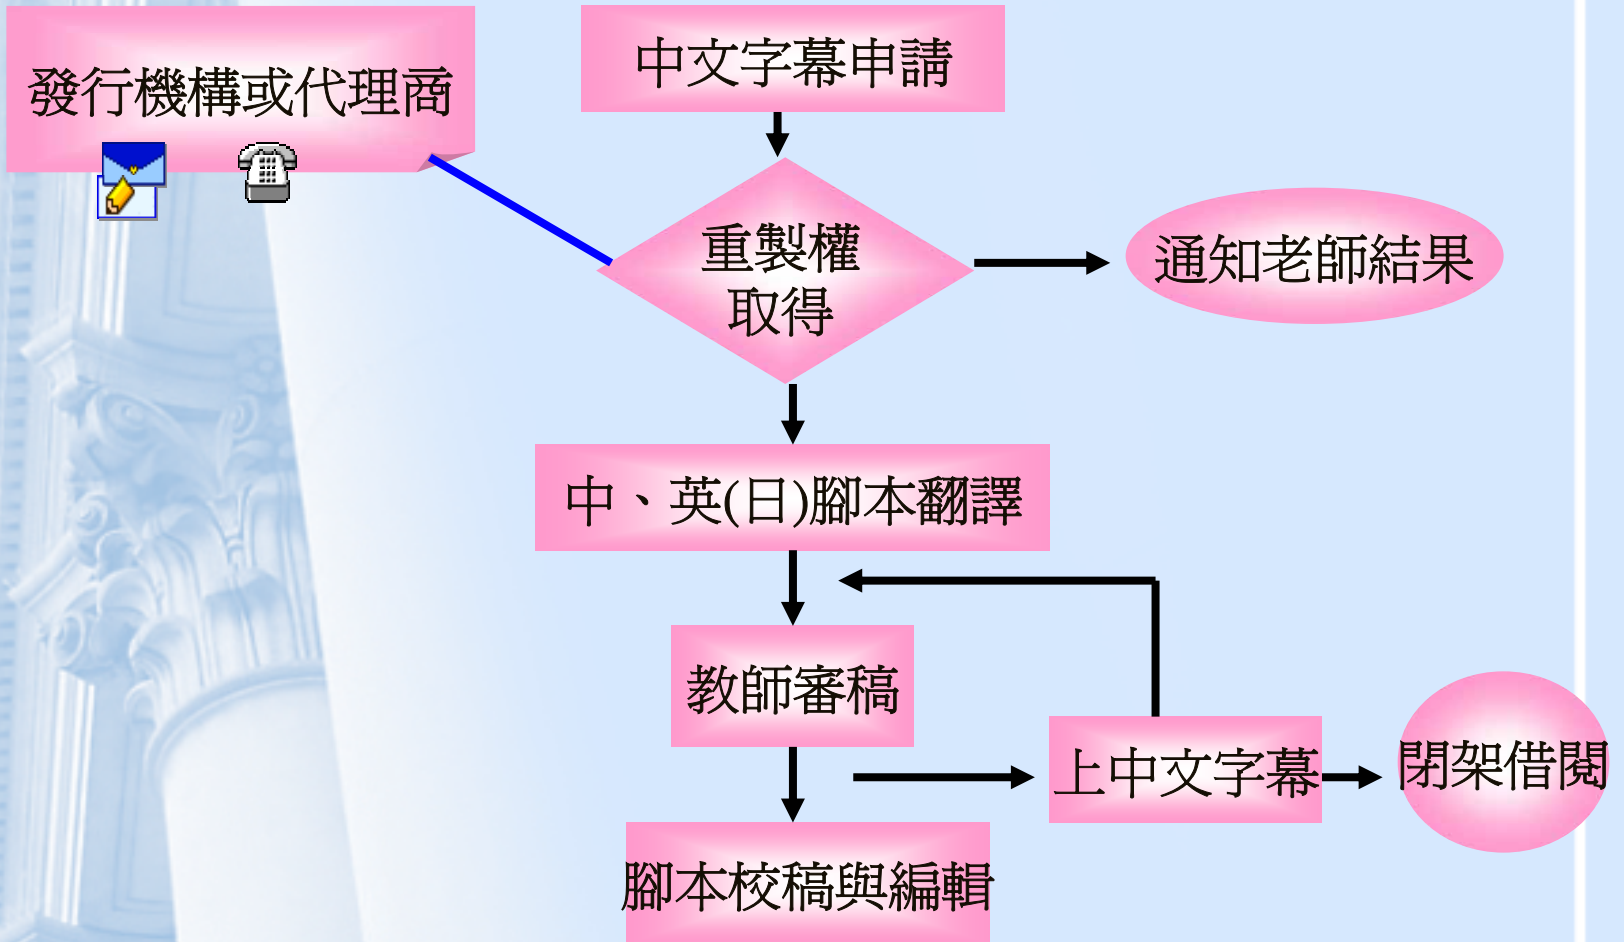 發行機構或代理商
中文字幕申請
重製權
取得
通知老師結果
中、英(日)腳本翻譯
教師審稿
上中文字幕
閉架借閱
腳本校稿與編輯